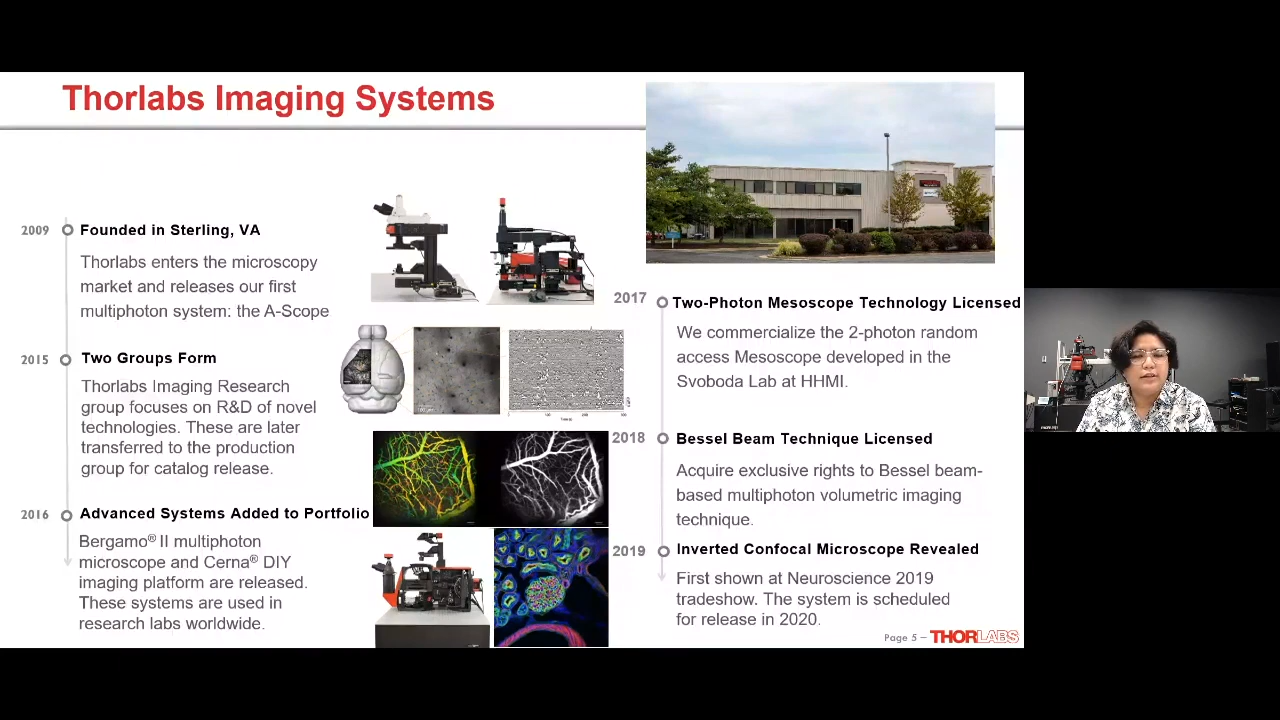 Thorlabs Imaging Systems
2009
Founded in Sterling, VA
Thorlabs enters the microscopy
market and releases our first
multiphoton system: the A-Scope
2015
Two Groups Form
Thorlabs Imaging Research
group focuses on R&D of novel
technologies. These are later
transferred to the production
group for catalog release.
2016
Advanced Systems Added to Portfolio
Bergamo® II multiphoton
microscope and Cerna® DIY
imaging platform are released.
These systems are used in
research labs worldwide.
2017
Two-Photon Mesoscope Technology Licensed
We commercialize the 2-photon random
access Mesoscope developed in the
Svoboda Lab at HHMI.
2018
Bessel Beam Technique Licensed
Acquire exclusive rights to Bessel beam-
based multiphoton volumetric imaging
technique.
2019
Inverted Confocal Microscope Revealed
First shown at Neuroscience 2019
tradeshow. The system is scheduled
for release in 2020.
Page 5 – THORLABS